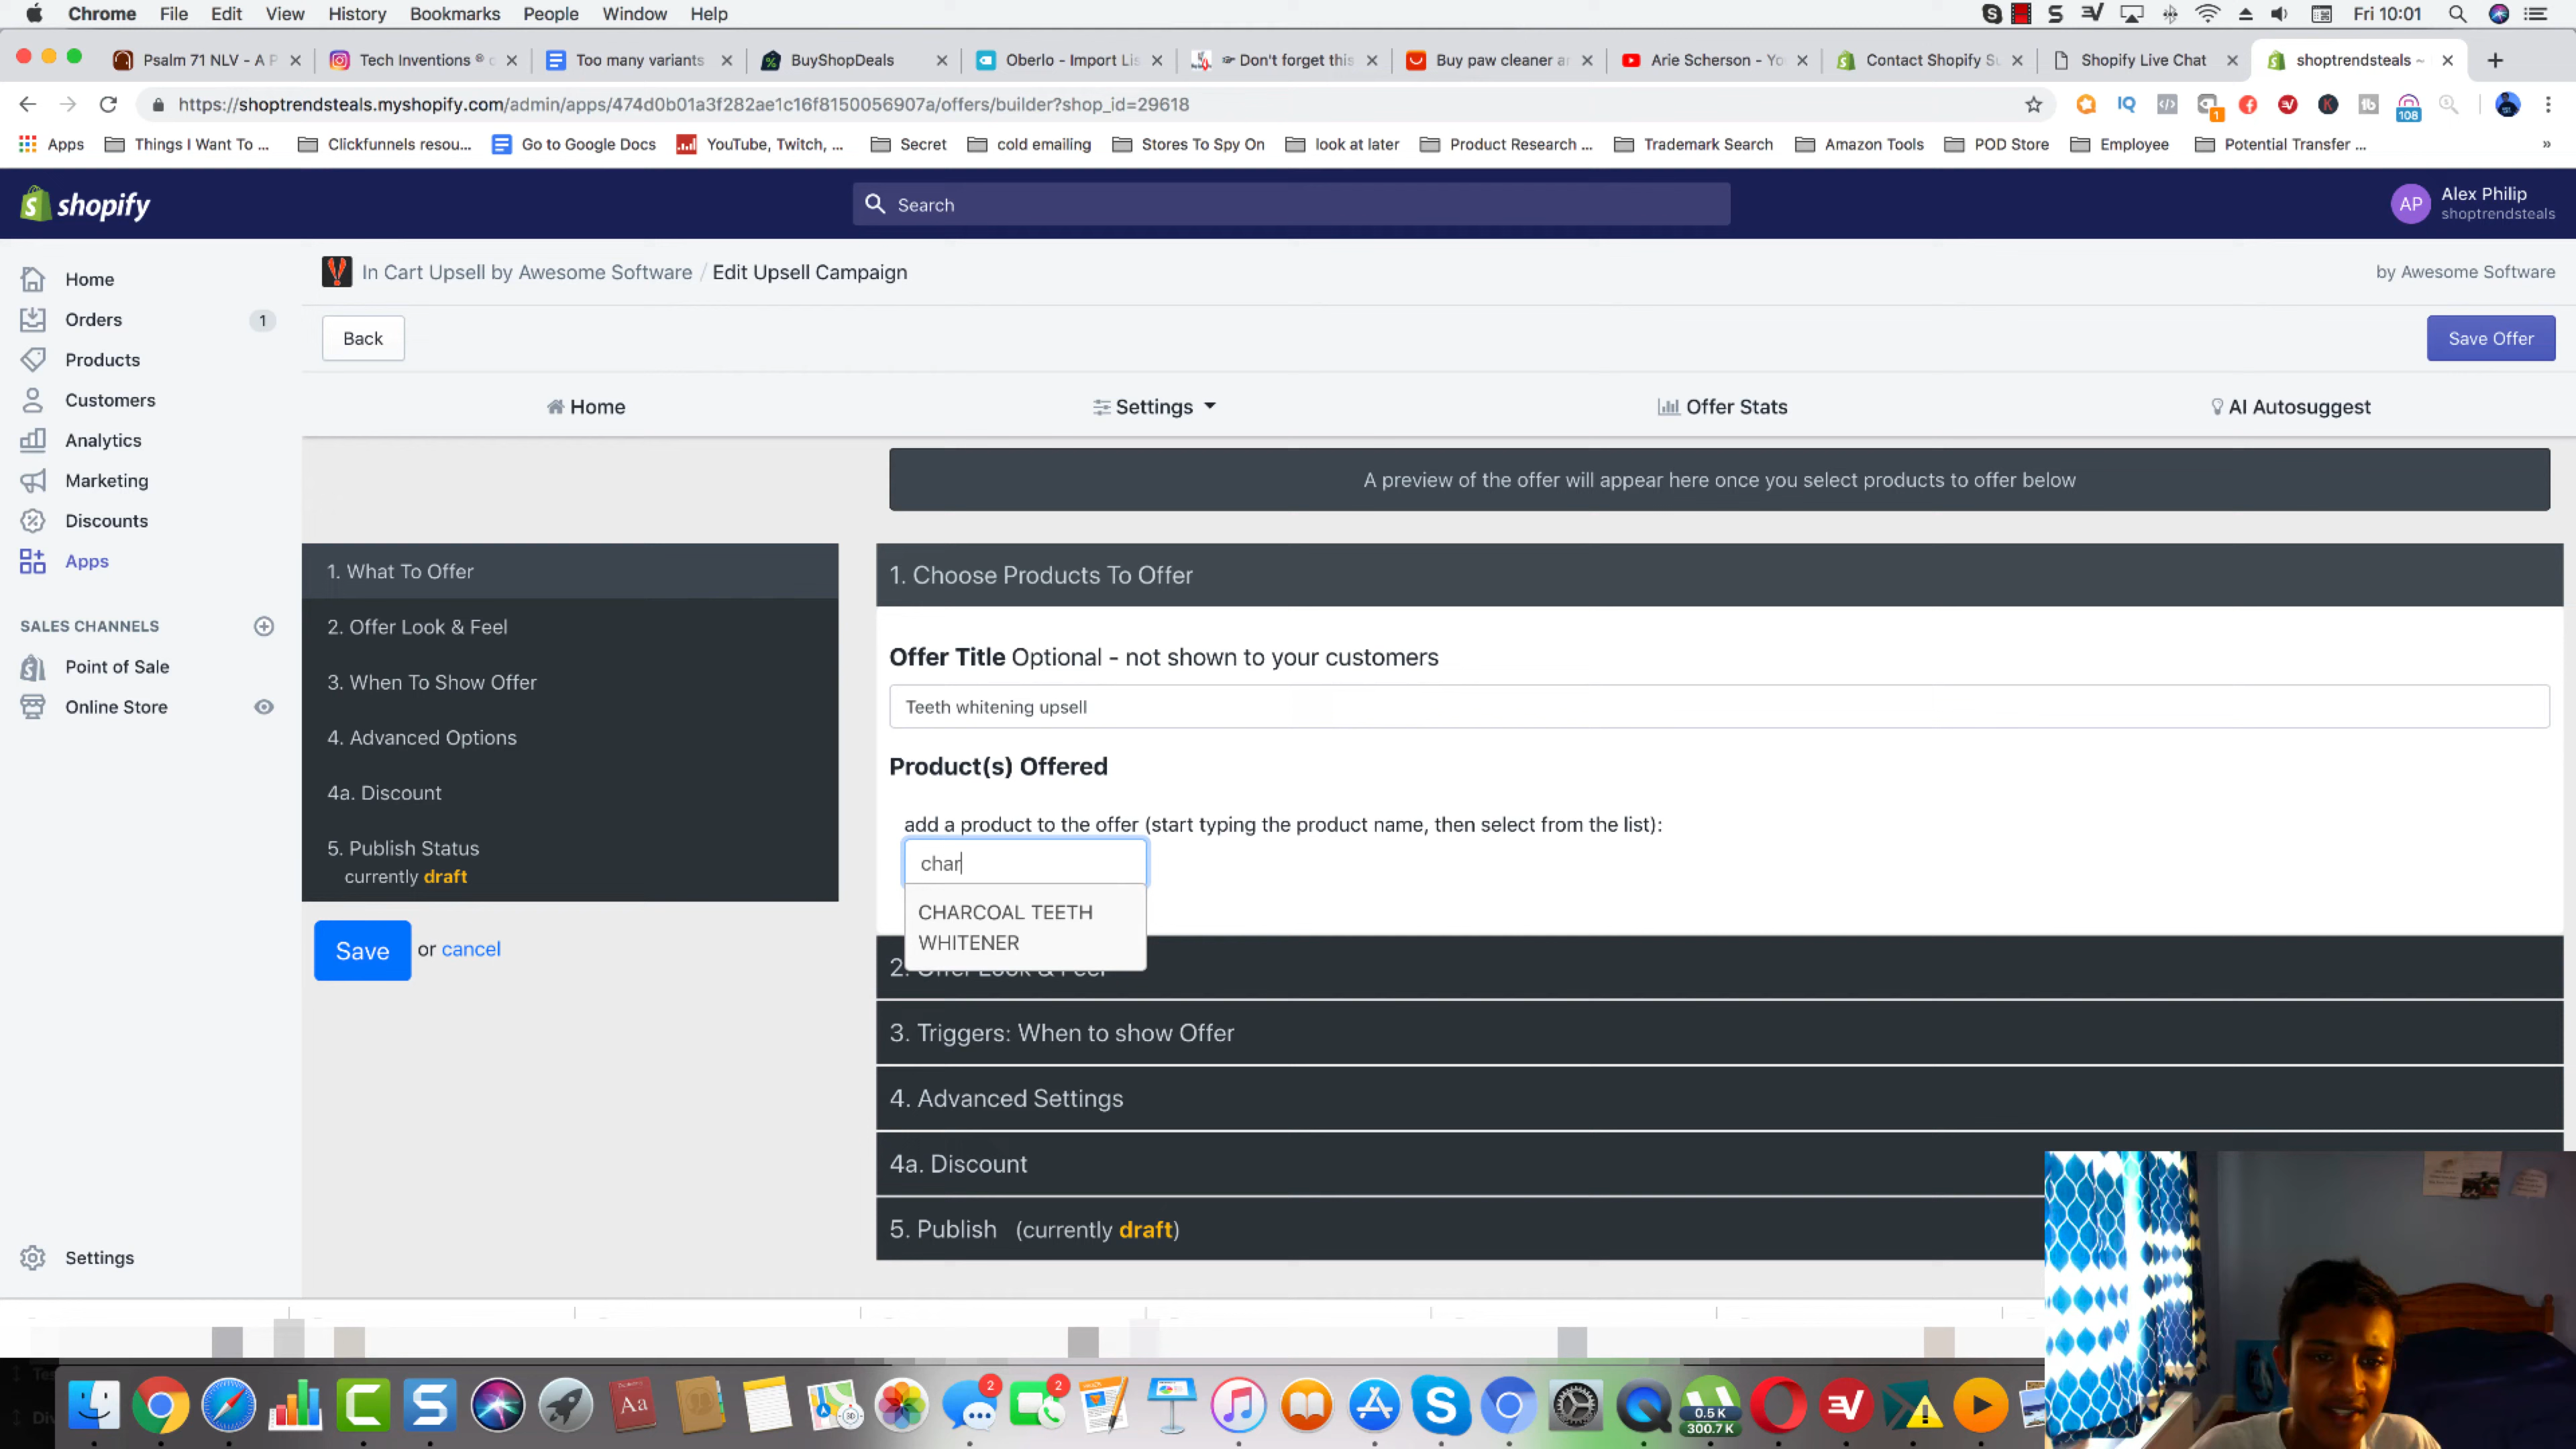 Chrome File Edit View History Bookmarks People Window Help Fri 10:01
Psalm 71 NLV - A P
Tech Inventions ®
Too many variants
BuyShopDeals
Oberlo - Import Lis
Don't forget this
Buy paw cleaner a
Arie Scherson - Yo
Contact Shopify Su
Shopify Live Chat
shoptrendsteals ~
https://shoptrendsteals.myshopify.com/admin/apps/474d0b01a3f282ae1c16f8150056907a/offers/builder?shop_id=29618
IQ 1 K tb 108
Apps Things I Want To ... Clickfunnels resou... Go to Google Docs YouTube, Twitch, ... Secret cold emailing Stores To Spy On look at later Product Research ... Trademark Search Amazon Tools POD Store Employee Potential Transfer ... »
shopify
Search
AP
Alex Philip
shoptrendsteals
Home
Orders 1
Products
Customers
Analytics
Marketing
Discounts
Apps
SALES CHANNELS
Point of Sale
Online Store
Settings
In Cart Upsell by Awesome Software / Edit Upsell Campaign
by Awesome Software
Back
Save Offer
Home Settings Offer Stats AI Autosuggest
A preview of the offer will appear here once you select products to offer below
1. What To Offer
2. Offer Look & Feel
3. When To Show Offer
4. Advanced Options
4a. Discount
5. Publish Status
currently draft
Save or cancel
1. Choose Products To Offer
Offer Title Optional - not shown to your customers
Teeth whitening upsell
Product(s) Offered
add a product to the offer (start typing the product name, then select from the list):
char
CHARCOAL TEETH
WHITENER
2. Offer Look & Feel
3. Triggers: When to show Offer
4. Advanced Settings
4a. Discount
5. Publish (currently draft)
Aa
2
2
0.5 K
300.7 K